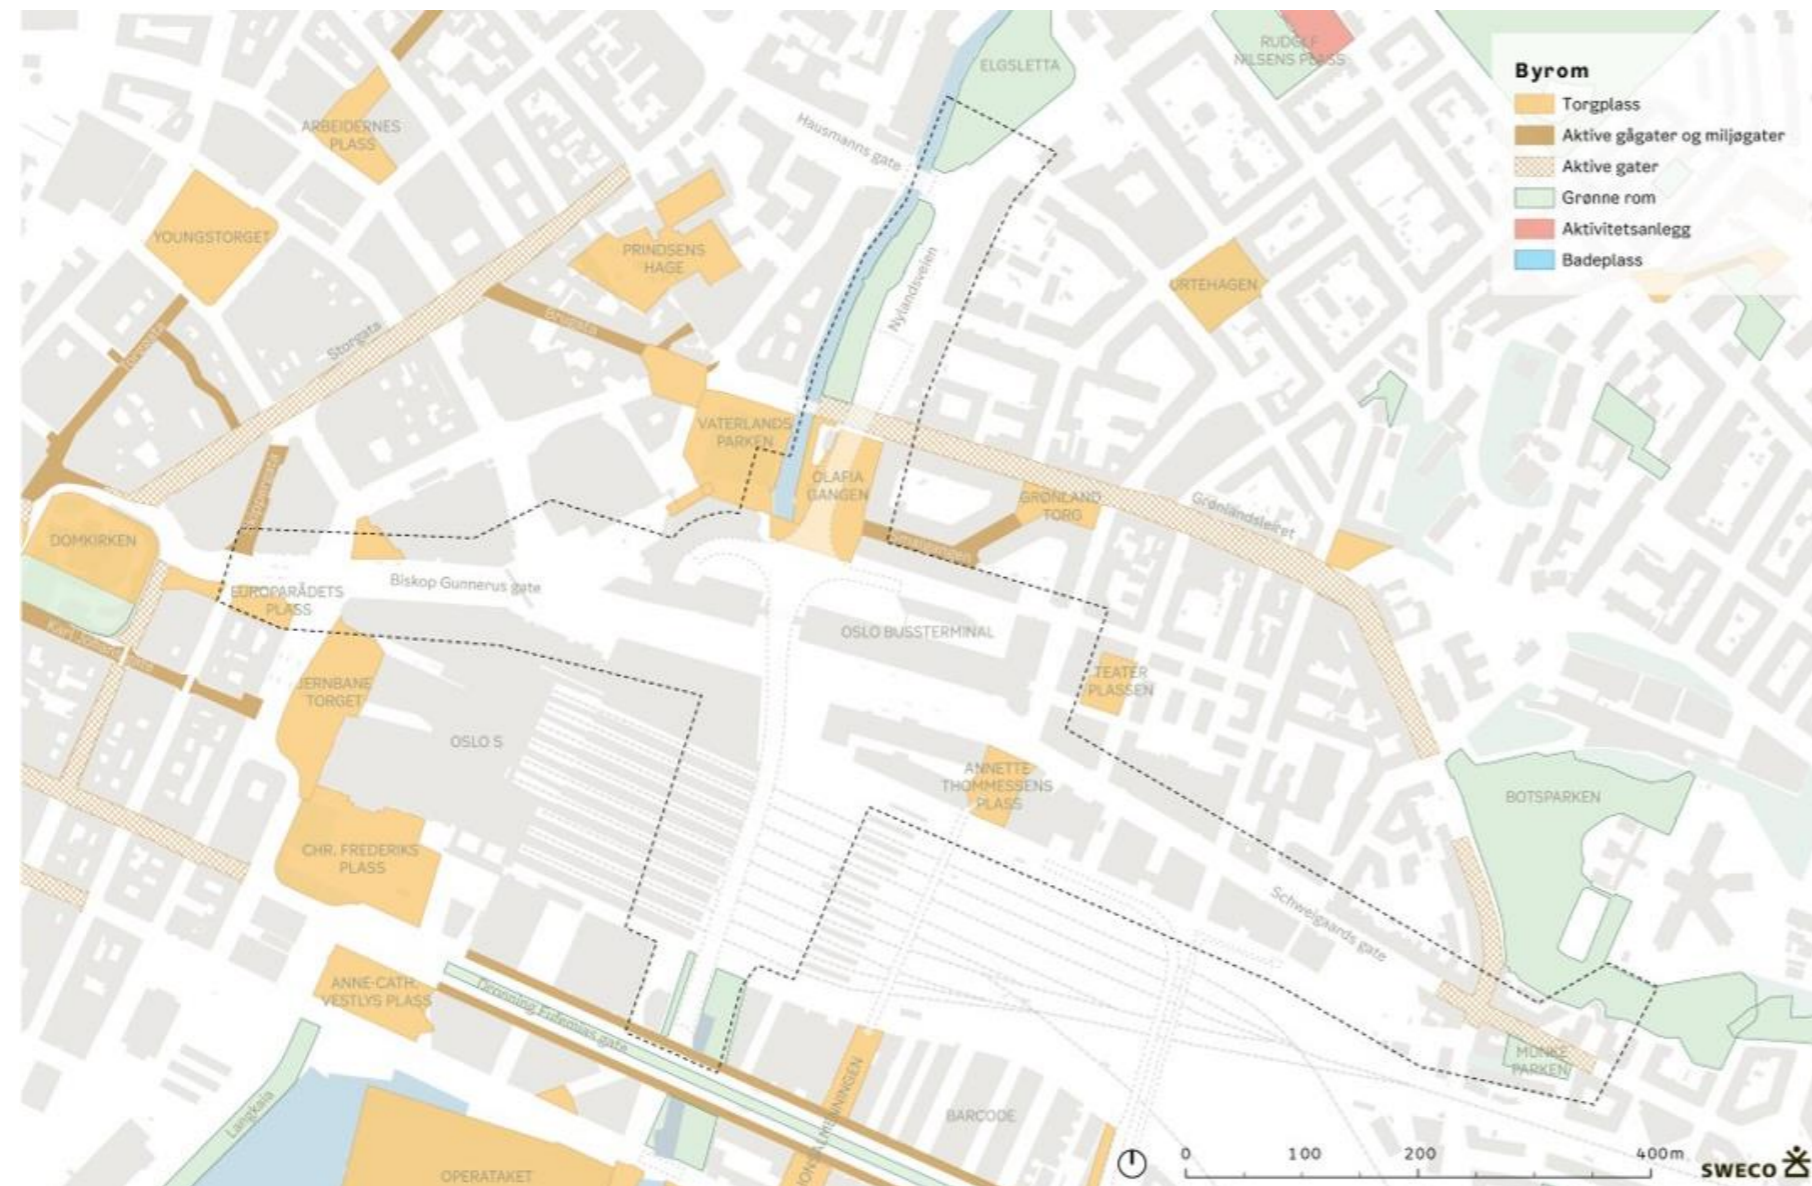 ELGSLETTA
RUDOLF
NILSENS PLASS
Byrom
Torgplass
Aktive gågater og miljøgater
Aktive gater
Grønne rom
Aktivitetsanlegg
Badeplass
ARBEIDERNES
PLASS
Hausmanns gate
YOUNGSTORGET
PRINDSENS
HAGE
Nylandsveien
URTEHAGEN
Torggata
Storgata
Brugata
VATERLANDS
PARKEN
OLAFIA
GANGEN
GRØNLAND
TORG
Grønlandsleiret
DOMKIRKEN
Biskop Gunnerus gate
EUROPARÅDETS
PLASS
OSLO BUSSTERMINAL
JERNBANE
TORGET
TEATER
PLASSEN
OSLO S
ANNETTE
THOMMESSENS
PLASS
BOTSPARKEN
CHR. FREDERIKS
PLASS
Schweigaards gate
ANNE-CATH.
VESTLYS PLASS
Dronning Eufemias gate
MUNKE
PARKEN
Langkaia
BARCODE
OPERATAKET
0 100 200 400m
SWECO